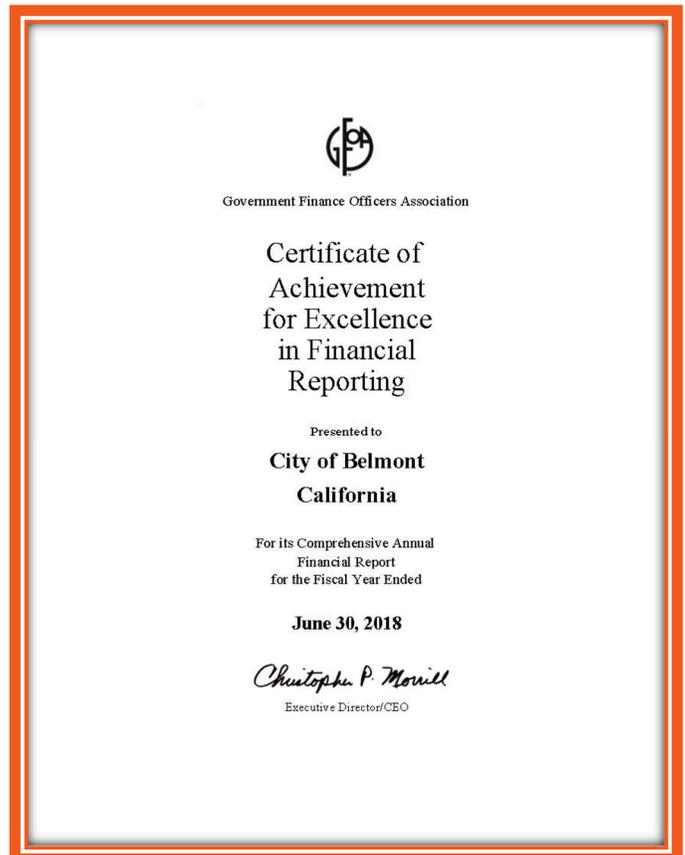 GFOA
Government Finance Officers Association
Certificate of
Achievement
for Excellence
in Financial
Reporting
Presented to
City of Belmont
California
For its Comprehensive Annual
Financial Report
for the Fiscal Year Ended
June 30, 2018
Christopher P. Morrill
Executive Director/CEO